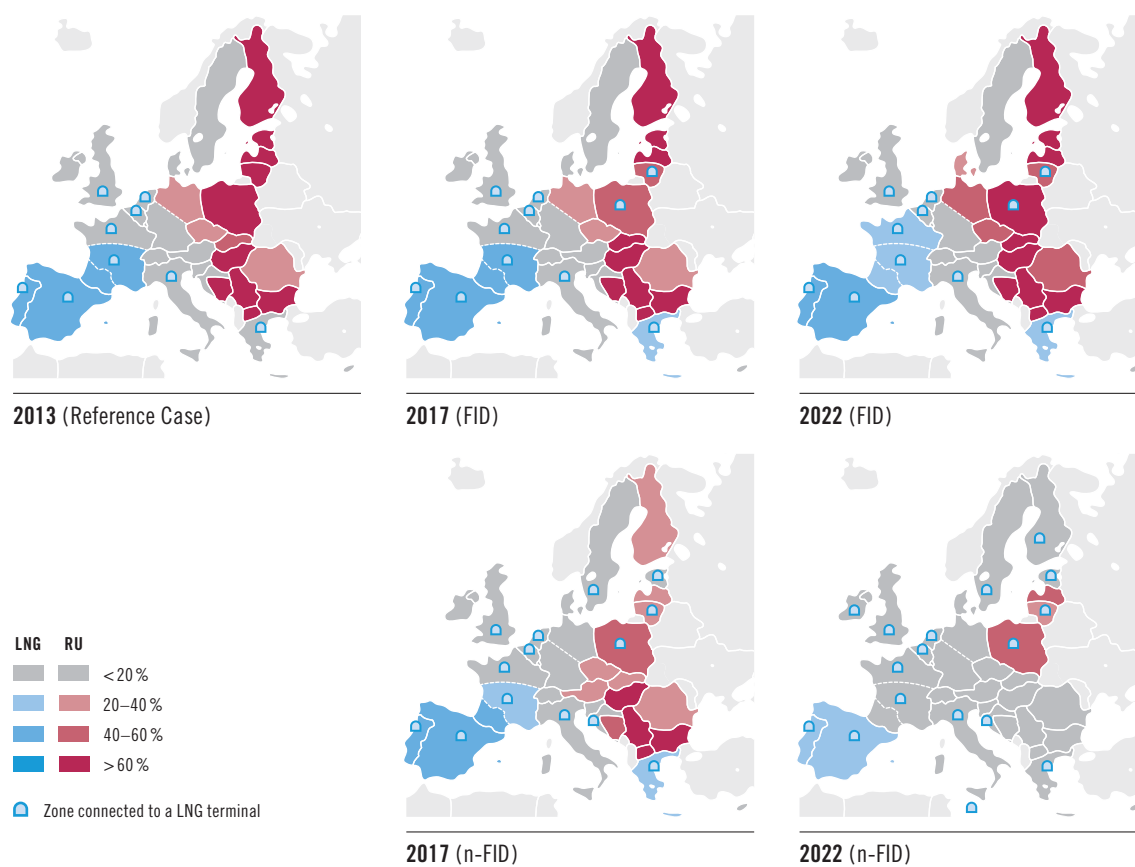 2013 (Reference Case)
2017 (FID)
2022 (FID)
LNG RU
<20 %
20–40 %
40–60 %
>60 %
Zone connected to a LNG terminal
2017 (n-FID)
2022 (n-FID)